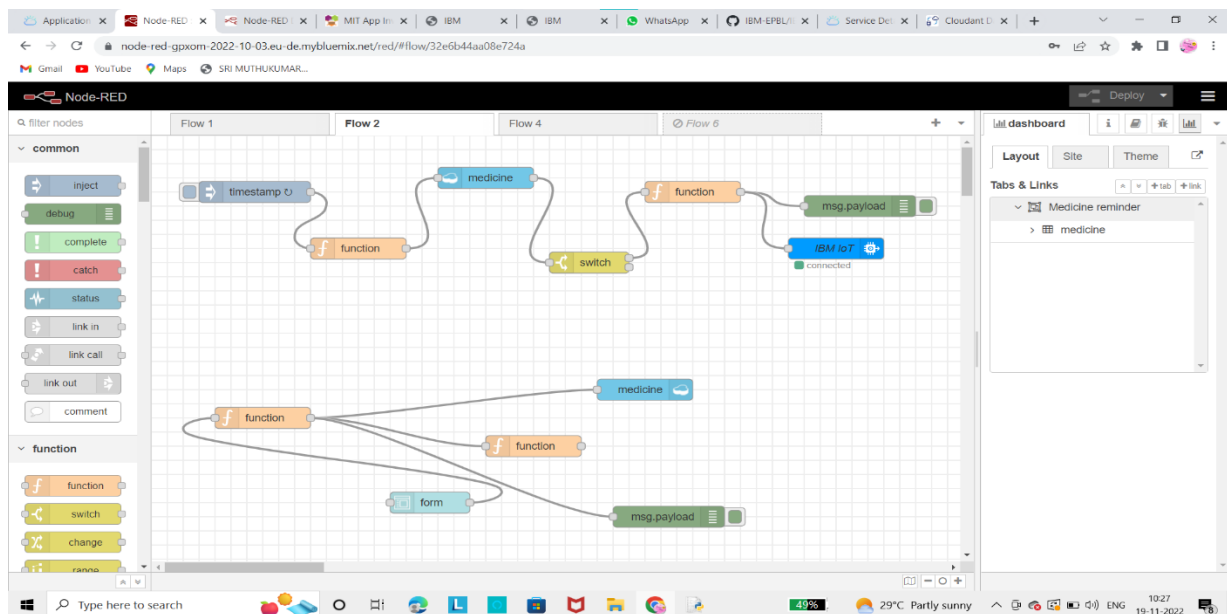 Application
Node-RED
Node-RED
MIT App In
IBM
IBM
WhatsApp
IBM-EPBL/I
Service Det
Cloudant D
node-red-gpxom-2022-10-03.eu-de.mybluemix.net/red/#flow/32e6b44aa08e724a
Gmail YouTube Maps SRI MUTHUKUMAR...
Node-RED
Deploy
filter nodes
Flow 1 Flow 2 Flow 4 Flow 6
dashboard
common
inject
debug
complete
catch
status
link in
link call
link out
comment
function
function
switch
change
range
timestamp ↻
function
medicine
switch
function
msg.payload
IBM IoT
connected
medicine
function
function
form
msg.payload
Layout Site Theme
Tabs & Links
tab link
Medicine reminder
medicine
Type here to search
49%
29°C Partly sunny
ENG
10:27
19-11-2022